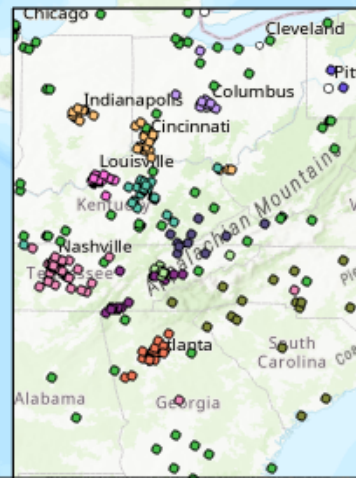 Chicago
Cleveland
Pit
Indianapolis
Columbus
Cincinnati
Louisville
Kentucky
Appalachian Mountains
Nashville
Tennessee
Atlanta
South
Carolina
Alabama
Georgia